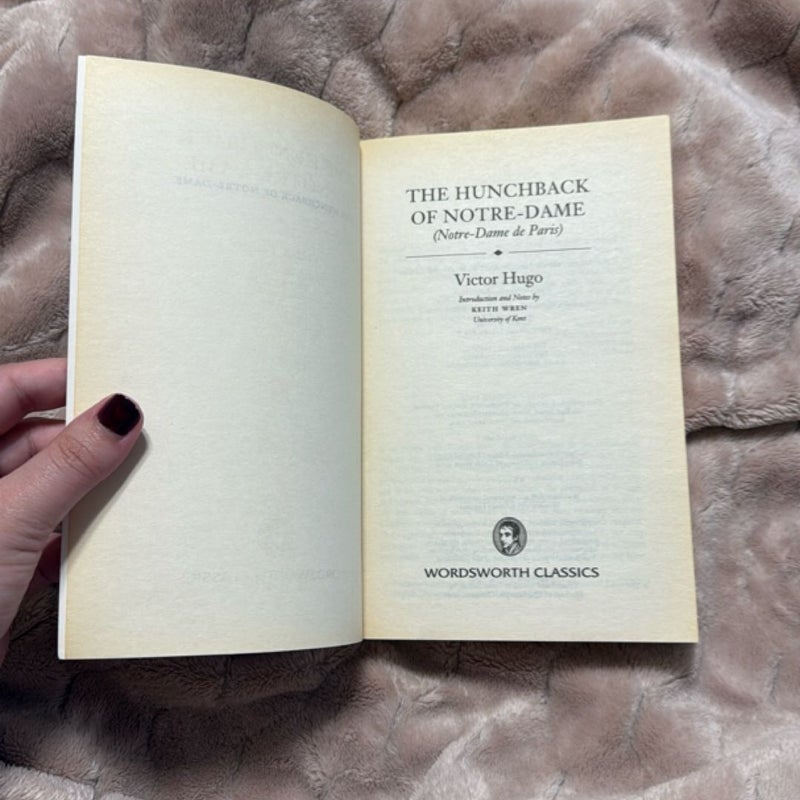 THE HUNCHBACK
OF NOTRE-DAME
(Notre-Dame de Paris)
Victor Hugo
Introduction and Notes by
KEITH WREN
University of Kent
WORDSWORTH CLASSICS